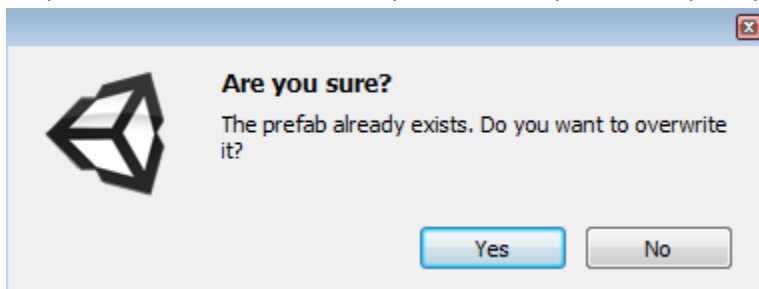 Are you sure?
The prefab already exists. Do you want to overwrite
it?
Yes
No